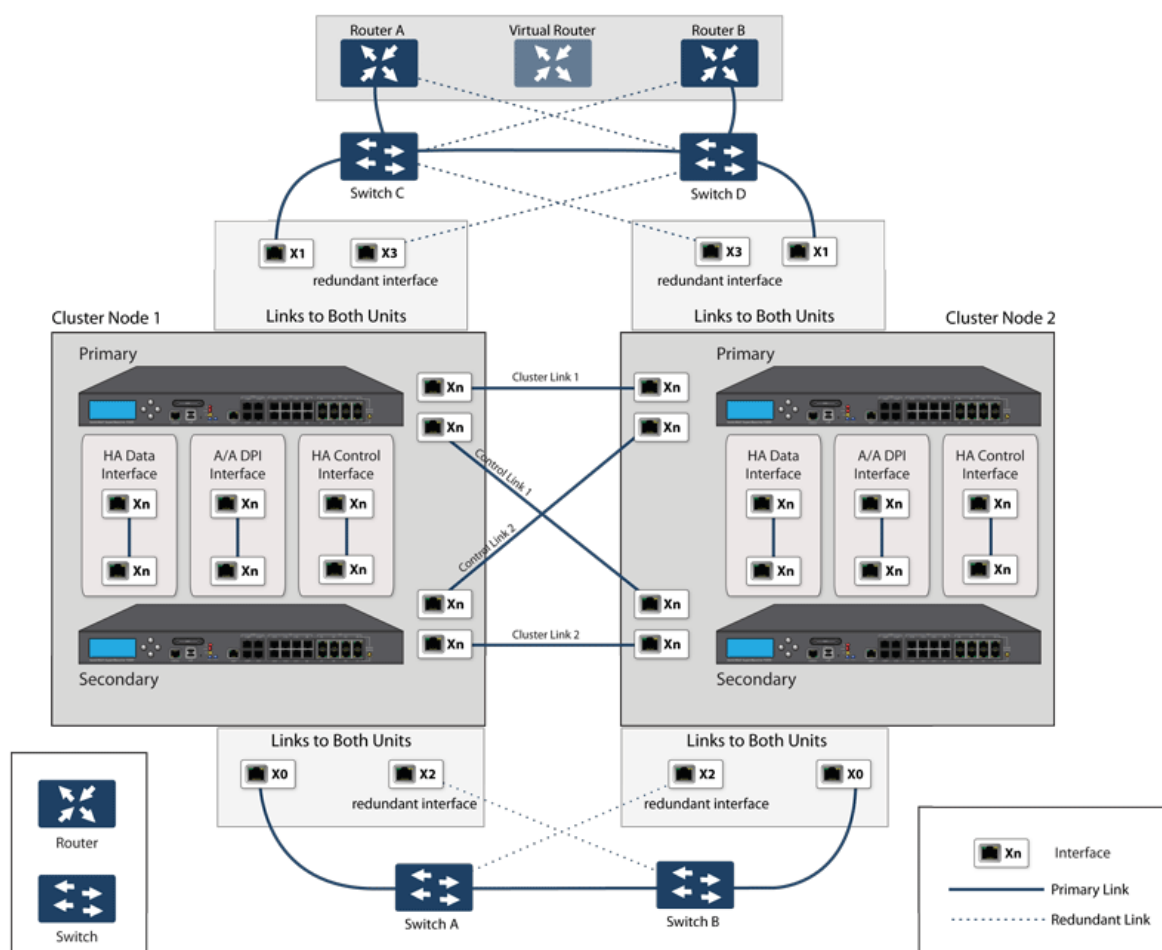 Router A
Virtual Router
Router B
Switch C
Switch D
X1
X3
redundant interface
Links to Both Units
X3
X1
redundant interface
Links to Both Units
Cluster Node 1
Cluster Node 2
Primary
HA Data
Interface
Xn
Xn
A/A DPI
Interface
Xn
Xn
HA Control
Interface
Xn
Xn
Secondary
Xn
Xn
Xn
Xn
Cluster Link 1
Control Link 1
Control Link 2
Cluster Link 2
Xn
Xn
Xn
Xn
Primary
HA Data
Interface
Xn
Xn
A/A DPI
Interface
Xn
Xn
HA Control
Interface
Xn
Xn
Secondary
Links to Both Units
X0
X2
redundant interface
Links to Both Units
X2
X0
redundant interface
Switch A
Switch B
Router
Switch
Xn
Interface
Primary Link
Redundant Link